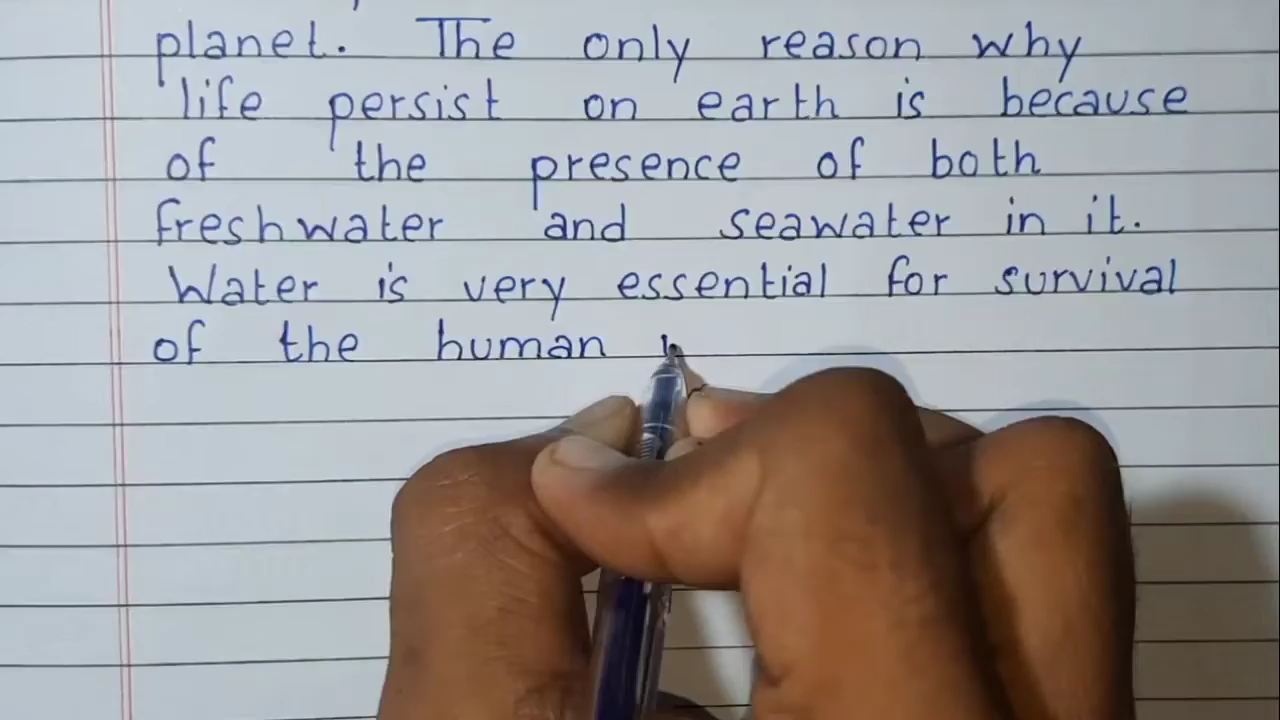 planet. The only reason why
life persist on earth is because
of the presence of both
freshwater and seawater in it.
Water is very essential for survival
of the human